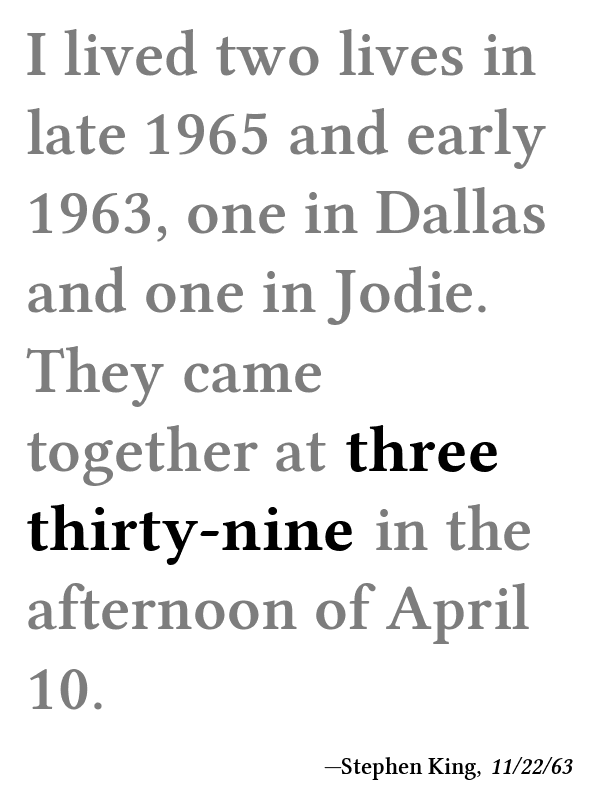 I lived two lives in
late 1965 and early
1963, one in Dallas
and one in Jodie.
They came
together at three
thirty-nine in the
afternoon of April
10.
—Stephen King, 11/22/63